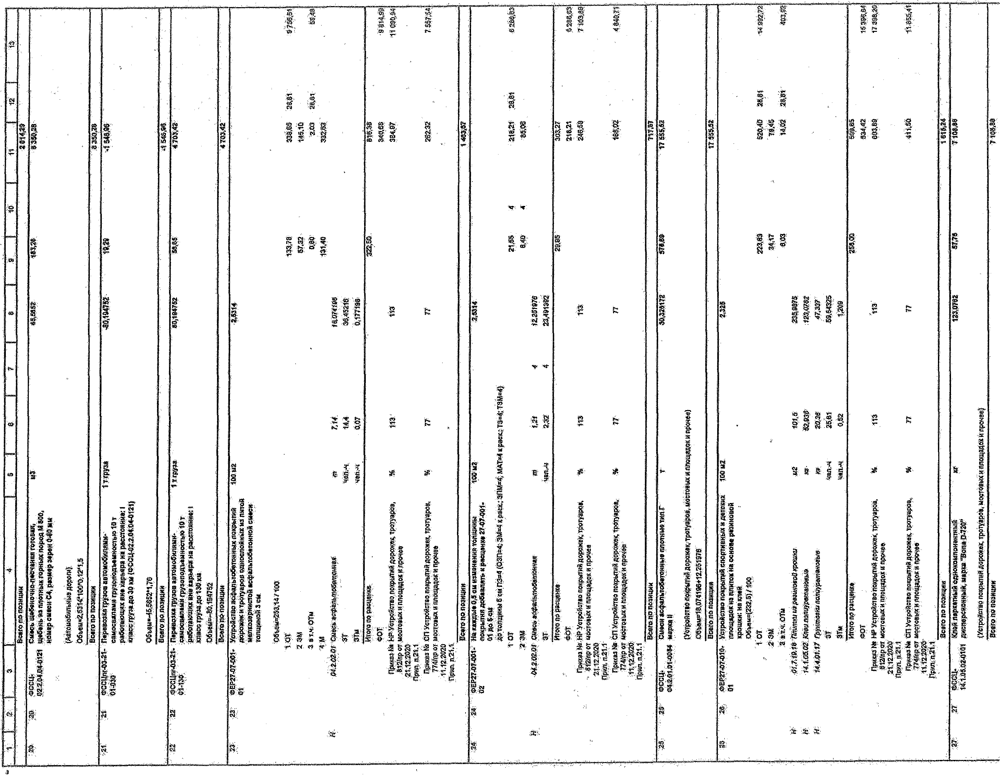 1 2 3 4 5 6 7 8 9 10 11 12 13
Всего по позиции 2 614,29
20 20 ФССЦ- Смесь щебеночно-песчаная готовая, м3 45,5652 183,26 8 350,28
02.2.04.04-0121 щебень из плотных горных пород М 800,
номер смеси С4, размер зерен 0-80 мм
(Автомобильные дороги)
Объем=2,5314*100*0,12*1,5
Всего по позиции 8 350,28
21 21 ФССЦпг-03-21- Перевозка грузов автомобилями- 1 т груза -80,194752 19,29 -1 546,96
01-030 самосвалами грузоподъемностью 10 т
работающих вне карьера на расстояние: I
класс груза до 30 км (ФССЦ-02.2.04.04-0121)
Объем=-45,5652*1,76
Всего по позиции -1 546,96
22 22 ФССЦпг-03-21- Перевозка грузов автомобилями- 1 т груза 80,194752 58,65 4 703,42
01-130 самосвалами грузоподъемностью 10 т
работающих вне карьера на расстояние: I
класс груза до 130 км
Объем=-80,194752
Всего по позиции 4 703,42
23 23 ФЕР27-07-001- Устройство асфальтобетонных покрытий 100 м2 2,5314
01 дорожек и тротуаров однослойных из литой
мелкозернистой асфальтобетонной смеси
толщиной 3 см
Объем=253,14 / 100
1 ОТ 133,78 338,65 28,81 9 756,51
2 ЭМ 57,32 145,10
3 в т.ч. ОТм 0,80 2,03 28,81 58,48
4 М 131,40 332,63
Н 04.2.02.01 Смесь асфальтобетонная т 7,14 18,074196
ЗТ чел.-ч 14,4 36,45216
ЗТм чел.-ч 0,07 0,177198
Итого по расценке 322,50 816,38
ФОТ 340,68 9 814,99
Приказ № НР Устройство покрытий дорожек, тротуаров, % 113 113 384,97 11 090,94
812/пр от мостовых и площадок и прочее
21.12.2020
Прил. п.21.1
Приказ № СП Устройство покрытий дорожек, тротуаров, % 77 77 262,32 7 557,54
774/пр от мостовых и площадок и прочее
11.12.2020
Прил. п.21.1
Всего по позиции 1 463,67
24 24 ФЕР27-07-001- На каждые 0,5 см изменения толщины 100 м2 2,5314
02 покрытия добавлять к расценке 27-07-001-
01 до 5 см
до толщины 5 см ПЗ=4 (ОЗП=4; ЭМ=4 к расх.; ЗПМ=4; МАТ=4 к расх.; ТЗ=4; ТЗМ=4)
1 ОТ 21,55 4 218,21 28,81 6 286,63
2 ЭМ 8,40 4 85,06
Н 04.2.02.01 Смесь асфальтобетонная т 1,21 4 12,251976
ЗТ чел.-ч 2,32 4 23,491392
Итого по расценке 29,95 303,27
ФОТ 218,21 6 286,63
Приказ № НР Устройство покрытий дорожек, тротуаров, % 113 113 246,58 7 103,89
812/пр от мостовых и площадок и прочее
21.12.2020
Прил. п.21.1
Приказ № СП Устройство покрытий дорожек, тротуаров, % 77 77 168,02 4 840,71
774/пр от мостовых и площадок и прочее
11.12.2020
Прил. п.21.1
Всего по позиции 717,87
25 25 ФССЦ- Смеси асфальтобетонные плотные тип Г т 30,326172 578,89 17 555,52
04.2.01.01-0054 марка II
(Устройство покрытий дорожек, тротуаров, мостовых и площадок и прочее)
Объем=18,074196+12,251976
Всего по позиции 17 555,52
26 26 ФЕР27-07-010- Устройство покрытий спортивных и детских 100 м2 2,325
01 площадок из плиток на основе резиновой
крошки: на клей
Объем=(232,5) / 100
1 ОТ 223,83 520,40 28,81 14 992,72
2 ЭМ 34,17 79,45
3 в т.ч. ОТм 6,03 14,02 28,81 403,92
Н 01.7.19.16 Плитки из резиновой крошки м2 101,5 235,9875
Н 14.1.05.02 Клеи полиуретановые кг 52,936 123,0762
Н 14.4.01.17 Грунтовки полиуретановые кг 20,36 47,337
ЗТ чел.-ч 25,61 59,54325
ЗТм чел.-ч 0,52 1,209
Итого по расценке 258,00 599,85
ФОТ 534,42 15 396,64
Приказ № НР Устройство покрытий дорожек, тротуаров, % 113 113 603,89 17 398,20
812/пр от мостовых и площадок и прочее
21.12.2020
Прил. п.21.1
Приказ № СП Устройство покрытий дорожек, тротуаров, % 77 77 411,50 11 855,41
774/пр от мостовых и площадок и прочее
11.12.2020
Прил. п.21.1
Всего по позиции 1 615,24
27 27 ФССЦ- Клей паркетный однокомпонентный кг 123,0762 57,76 7 108,88
14.1.05.02-0101 дисперсионный, марка "Bona D-720"
(Устройство покрытий дорожек, тротуаров, мостовых и площадок и прочее)
Всего по позиции 7 108,88